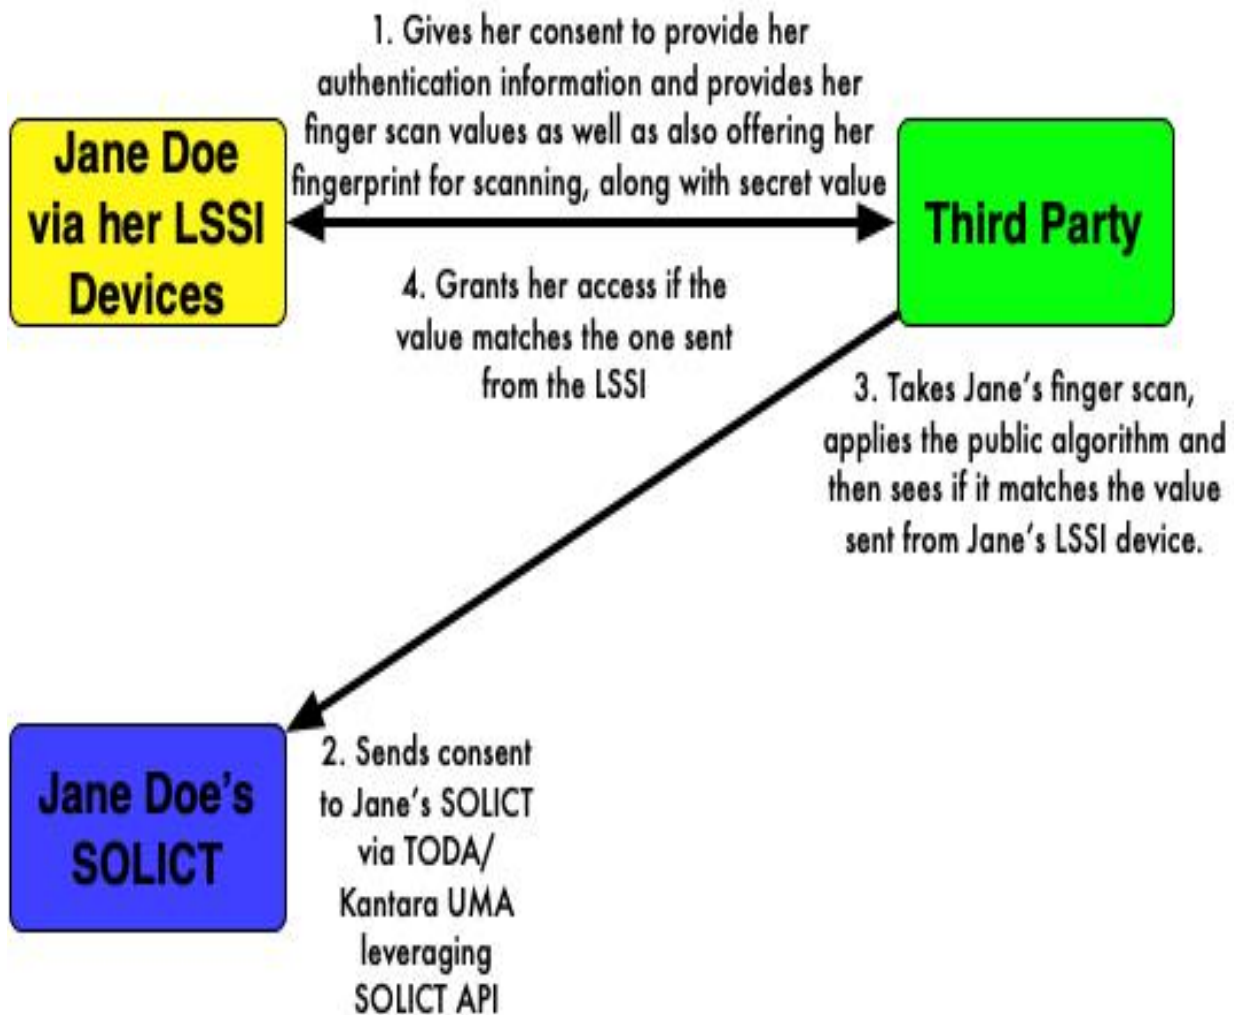 1. Gives her consent to provide her
authentication information and provides her
finger scan values as well as also offering her
fingerprint for scanning, along with secret value
Jane Doe
via her LSSI
Devices
Third Party
4. Grants her access if the
value matches the one sent
from the LSSI
3. Takes Jane's finger scan,
applies the public algorithm and
then sees if it matches the value
sent from Jane's LSSI device.
Jane Doe's
SOLICT
2. Sends consent
to Jane's SOLICT
via TODA/
Kantara UMA
leveraging
SOLICT API